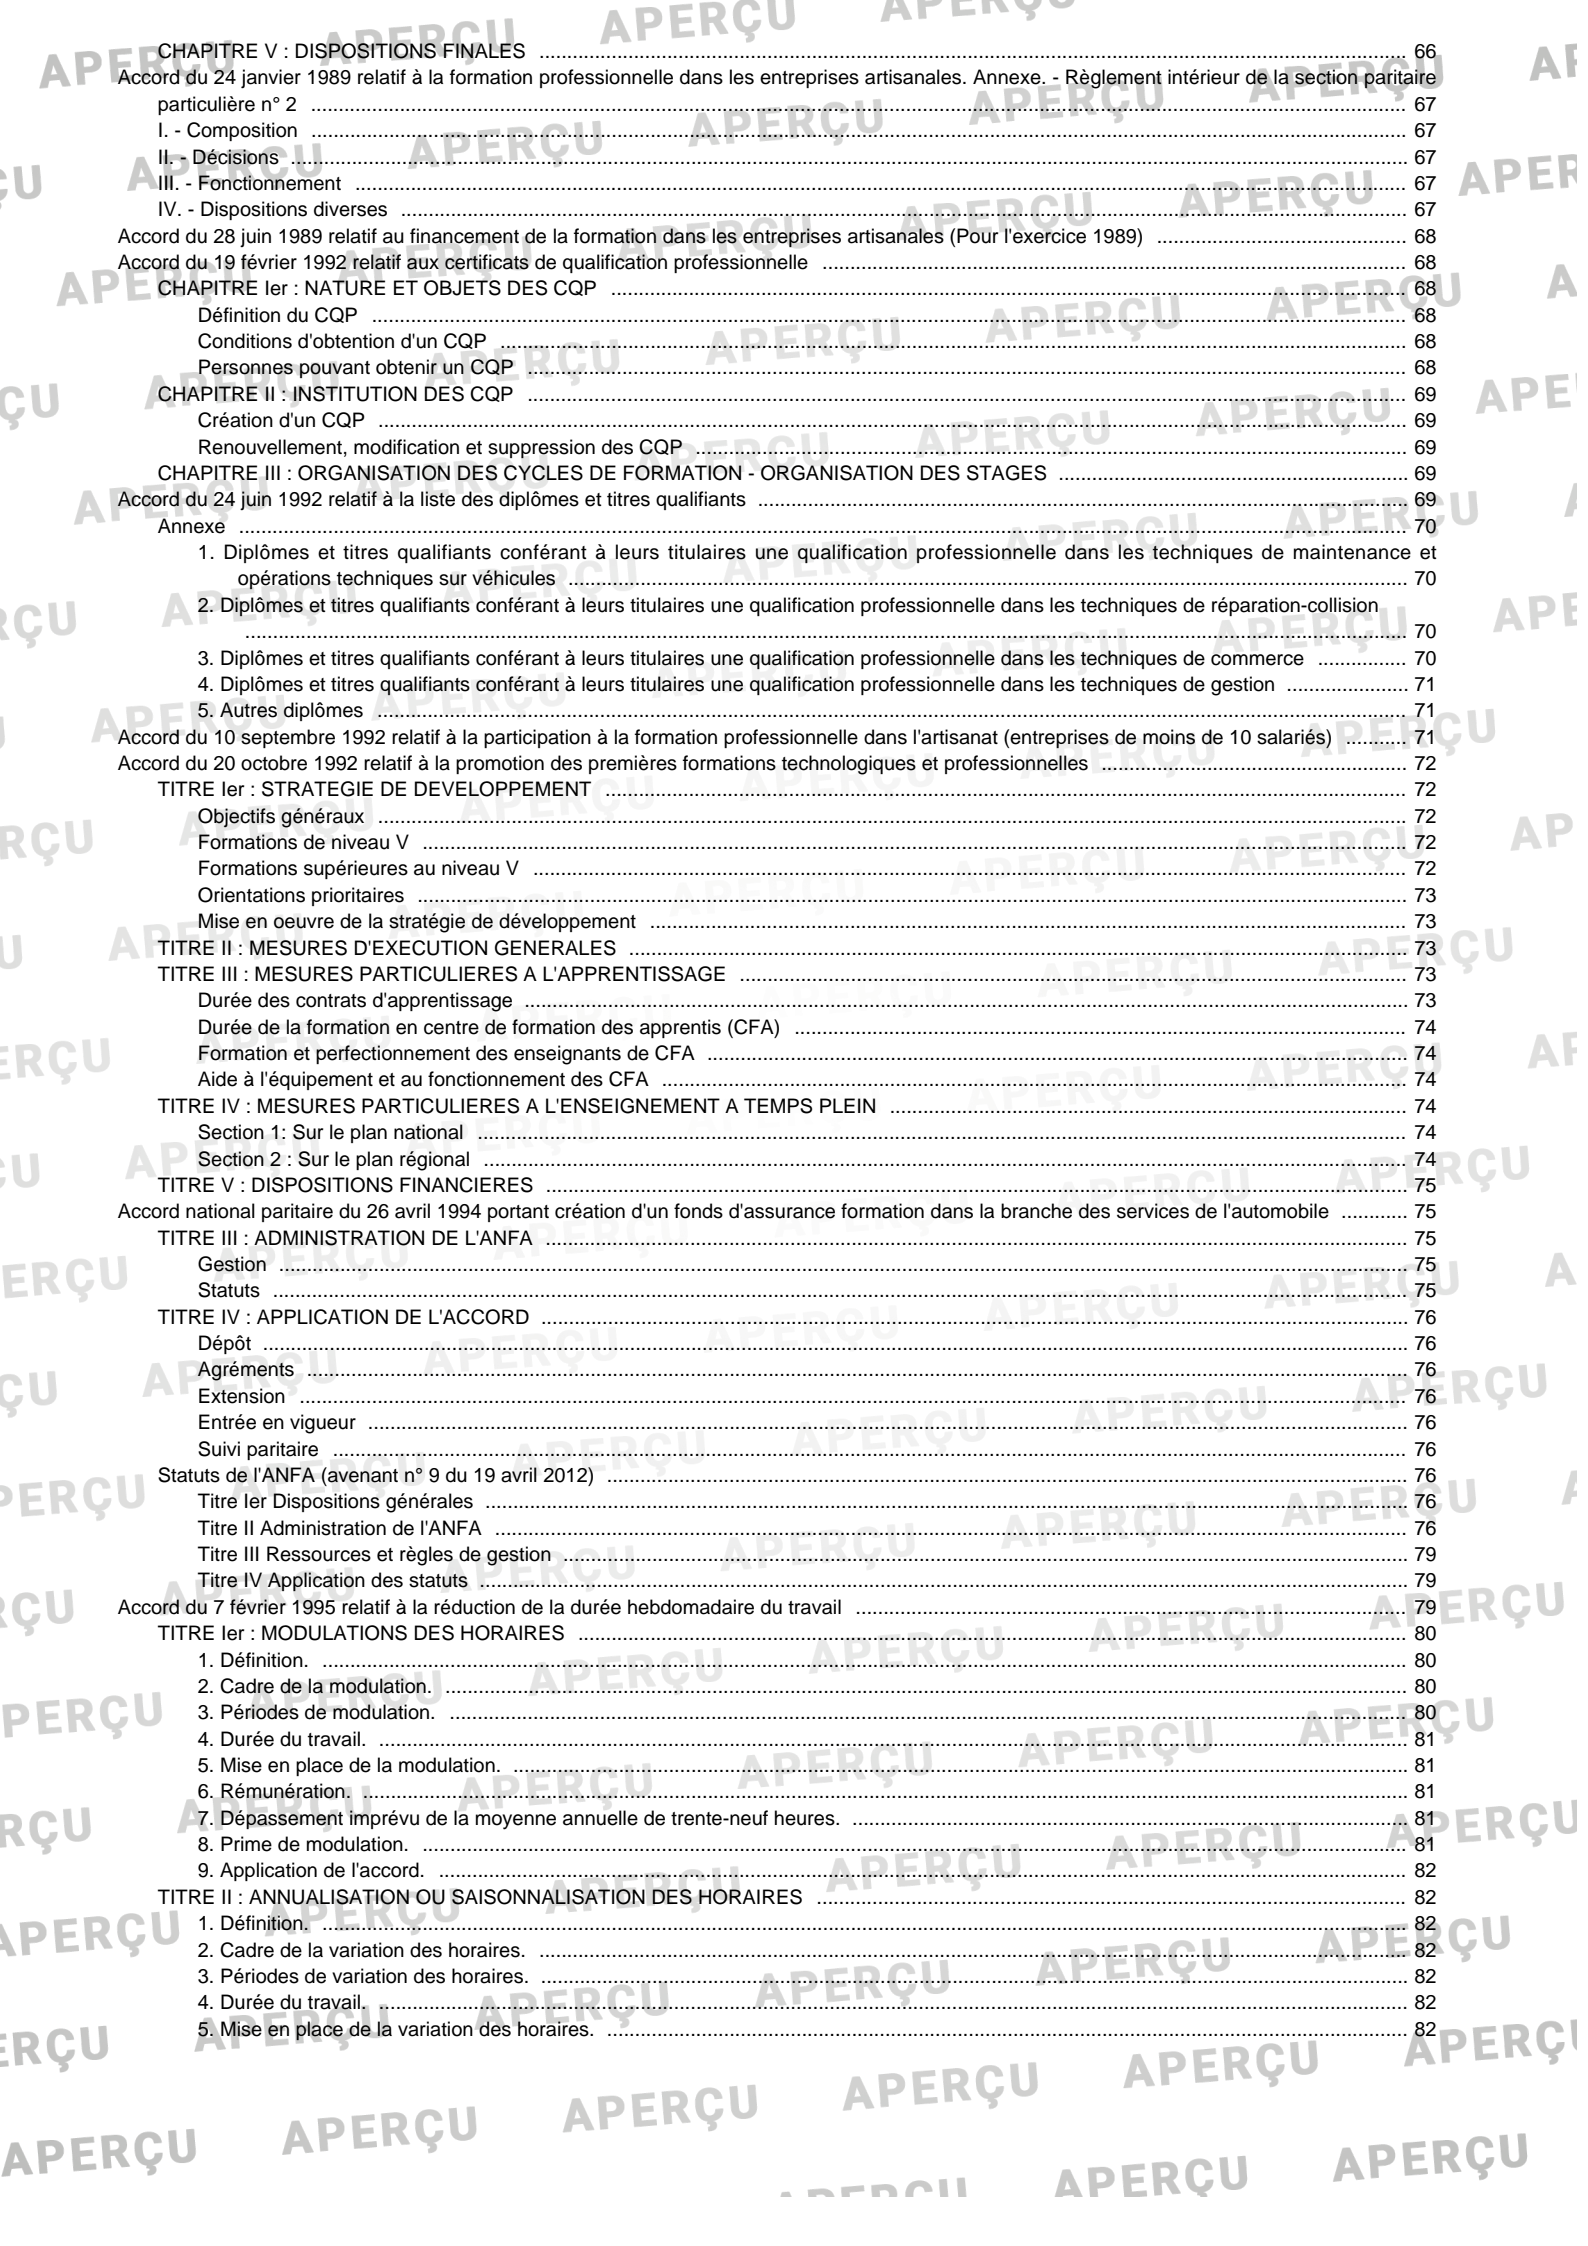 CHAPITRE V : DISPOSITIONS FINALES ........ 66
Accord du 24 janvier 1989 relatif à la formation professionnelle dans les entreprises artisanales. Annexe. - Règlement intérieur de la section paritaire
particulière n° 2 ........ 67
I. - Composition ........ 67
II. - Décisions ........ 67
III. - Fonctionnement ........ 67
IV. - Dispositions diverses ........ 67
Accord du 28 juin 1989 relatif au financement de la formation dans les entreprises artisanales (Pour l'exercice 1989) ........ 68
Accord du 19 février 1992 relatif aux certificats de qualification professionnelle ........ 68
CHAPITRE Ier : NATURE ET OBJETS DES CQP ........ 68
Définition du CQP ........ 68
Conditions d'obtention d'un CQP ........ 68
Personnes pouvant obtenir un CQP ........ 68
CHAPITRE II : INSTITUTION DES CQP ........ 69
Création d'un CQP ........ 69
Renouvellement, modification et suppression des CQP ........ 69
CHAPITRE III : ORGANISATION DES CYCLES DE FORMATION - ORGANISATION DES STAGES ........ 69
Accord du 24 juin 1992 relatif à la liste des diplômes et titres qualifiants ........ 69
Annexe ........ 70
1. Diplômes et titres qualifiants conférant à leurs titulaires une qualification professionnelle dans les techniques de maintenance et
opérations techniques sur véhicules ........ 70
2. Diplômes et titres qualifiants conférant à leurs titulaires une qualification professionnelle dans les techniques de réparation-collision
........ 70
3. Diplômes et titres qualifiants conférant à leurs titulaires une qualification professionnelle dans les techniques de commerce ........ 70
4. Diplômes et titres qualifiants conférant à leurs titulaires une qualification professionnelle dans les techniques de gestion ........ 71
5. Autres diplômes ........ 71
Accord du 10 septembre 1992 relatif à la participation à la formation professionnelle dans l'artisanat (entreprises de moins de 10 salariés) ........ 71
Accord du 20 octobre 1992 relatif à la promotion des premières formations technologiques et professionnelles ........ 72
TITRE Ier : STRATEGIE DE DEVELOPPEMENT ........ 72
Objectifs généraux ........ 72
Formations de niveau V ........ 72
Formations supérieures au niveau V ........ 72
Orientations prioritaires ........ 73
Mise en oeuvre de la stratégie de développement ........ 73
TITRE II : MESURES D'EXECUTION GENERALES ........ 73
TITRE III : MESURES PARTICULIERES A L'APPRENTISSAGE ........ 73
Durée des contrats d'apprentissage ........ 73
Durée de la formation en centre de formation des apprentis (CFA) ........ 74
Formation et perfectionnement des enseignants de CFA ........ 74
Aide à l'équipement et au fonctionnement des CFA ........ 74
TITRE IV : MESURES PARTICULIERES A L'ENSEIGNEMENT A TEMPS PLEIN ........ 74
Section 1: Sur le plan national ........ 74
Section 2 : Sur le plan régional ........ 74
TITRE V : DISPOSITIONS FINANCIERES ........ 75
Accord national paritaire du 26 avril 1994 portant création d'un fonds d'assurance formation dans la branche des services de l'automobile ........ 75
TITRE III : ADMINISTRATION DE L'ANFA ........ 75
Gestion ........ 75
Statuts ........ 75
TITRE IV : APPLICATION DE L'ACCORD ........ 76
Dépôt ........ 76
Agréments ........ 76
Extension ........ 76
Entrée en vigueur ........ 76
Suivi paritaire ........ 76
Statuts de l'ANFA (avenant n° 9 du 19 avril 2012) ........ 76
Titre Ier Dispositions générales ........ 76
Titre II Administration de l'ANFA ........ 76
Titre III Ressources et règles de gestion ........ 79
Titre IV Application des statuts ........ 79
Accord du 7 février 1995 relatif à la réduction de la durée hebdomadaire du travail ........ 79
TITRE Ier : MODULATIONS DES HORAIRES ........ 80
1. Définition. ........ 80
2. Cadre de la modulation. ........ 80
3. Périodes de modulation. ........ 80
4. Durée du travail. ........ 81
5. Mise en place de la modulation. ........ 81
6. Rémunération. ........ 81
7. Dépassement imprévu de la moyenne annuelle de trente-neuf heures. ........ 81
8. Prime de modulation. ........ 81
9. Application de l'accord. ........ 82
TITRE II : ANNUALISATION OU SAISONNALISATION DES HORAIRES ........ 82
1. Définition. ........ 82
2. Cadre de la variation des horaires. ........ 82
3. Périodes de variation des horaires. ........ 82
4. Durée du travail. ........ 82
5. Mise en place de la variation des horaires. ........ 82
APERÇU